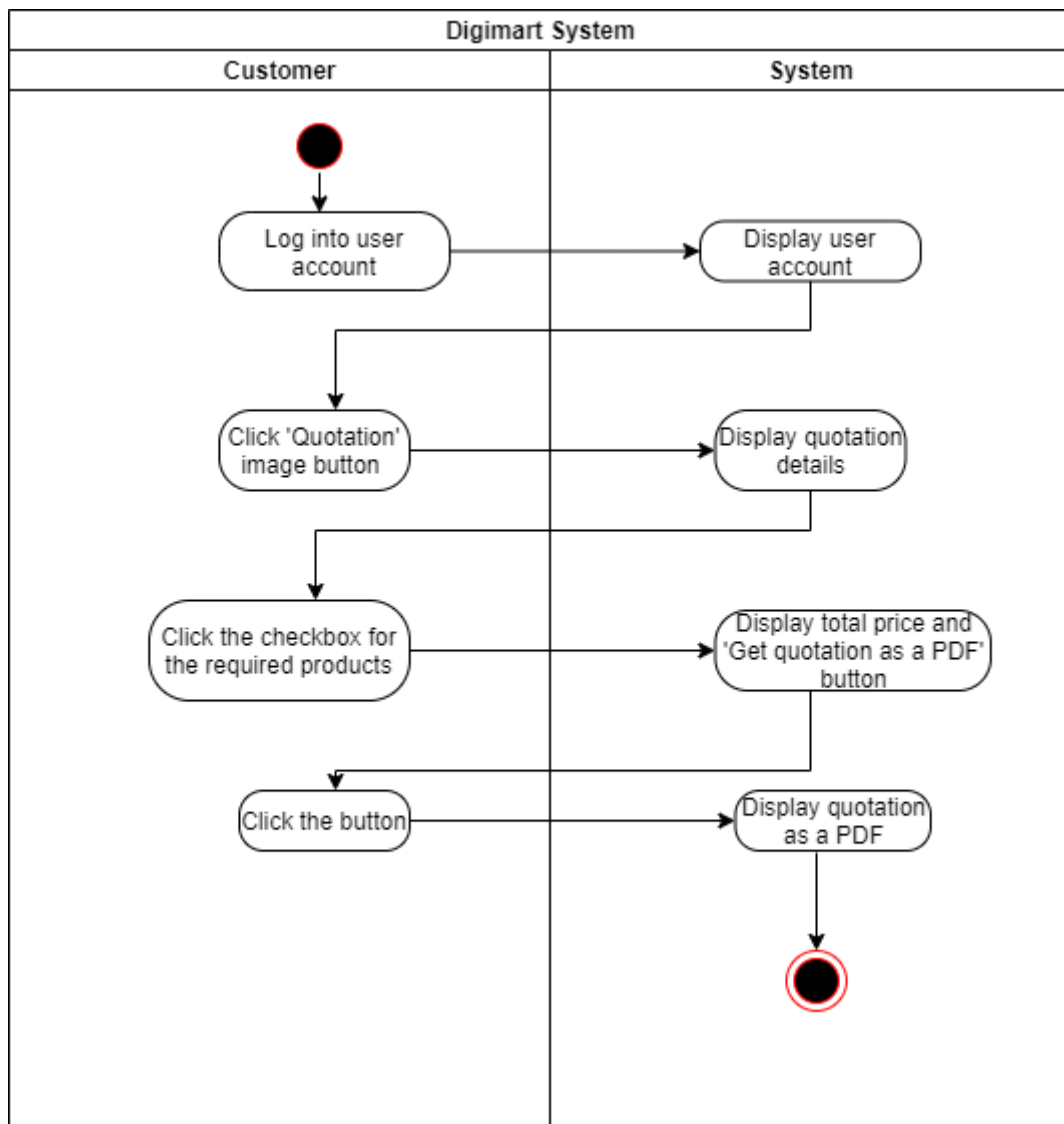 Digimart System
Customer
System
Log into user
account
Display user
account
Click 'Quotation'
image button
Display quotation
details
Click the checkbox for
the required products
Display total price and
'Get quotation as a PDF'
button
Click the button
Display quotation
as a PDF